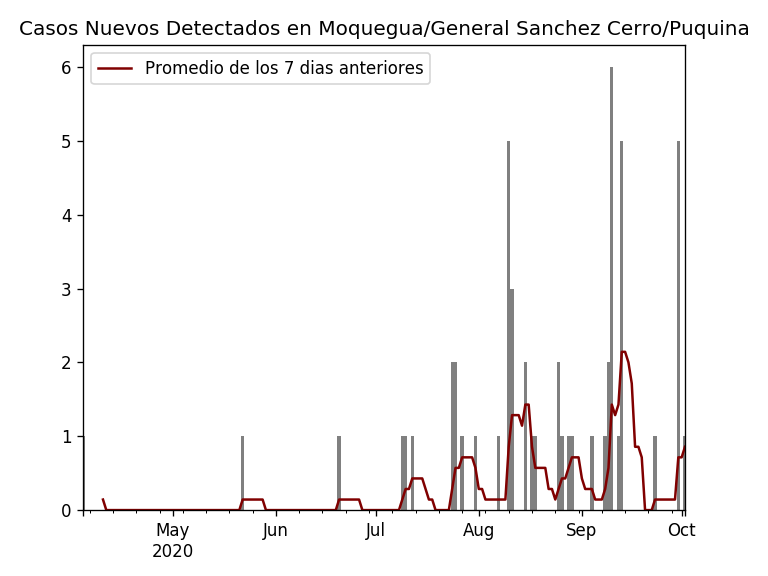 Casos Nuevos Detectados en Moquegua/General Sanchez Cerro/Puquina
Promedio de los 7 dias anteriores
6
5
4
3
2
1
0
May Jun Jul Aug Sep Oct
2020